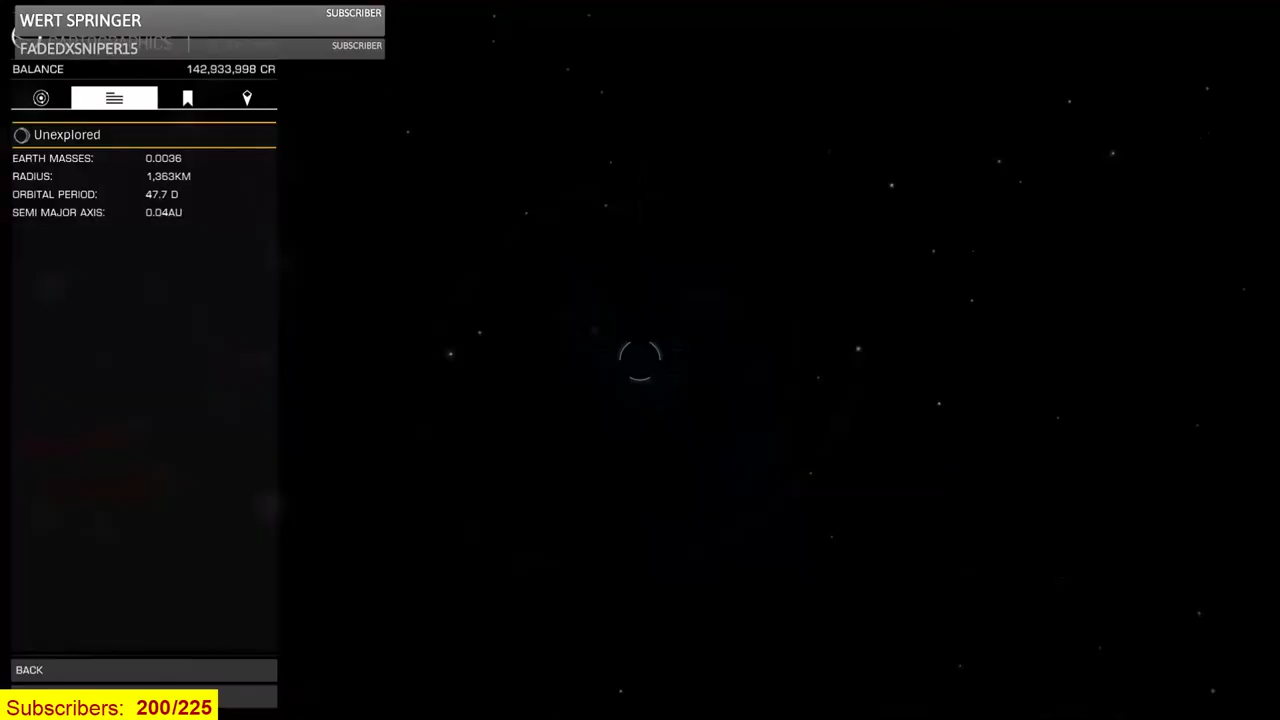 WERT SPRINGER SUBSCRIBER
FADEDXSNIPER15 SUBSCRIBER
BALANCE 142,933,998 CR
Unexplored
EARTH MASSES: 0.0036
RADIUS: 1,363KM
ORBITAL PERIOD: 47.7 D
SEMI MAJOR AXIS: 0.04AU
BACK
Subscribers: 200/225